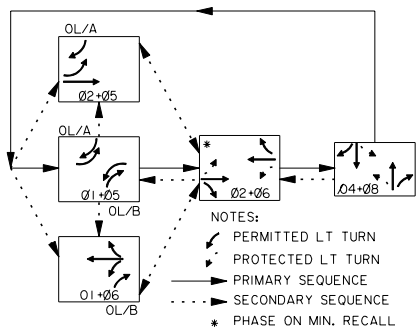 OL/A
Ø2+Ø5
OL/A
Ø1+Ø5
OL/B
*
Ø2+Ø6
Ø4+Ø8
O1+Ø6
OL/B
NOTES:
PERMITTED LT TURN
PROTECTED LT TURN
PRIMARY SEQUENCE
SECONDARY SEQUENCE
* PHASE ON MIN. RECALL